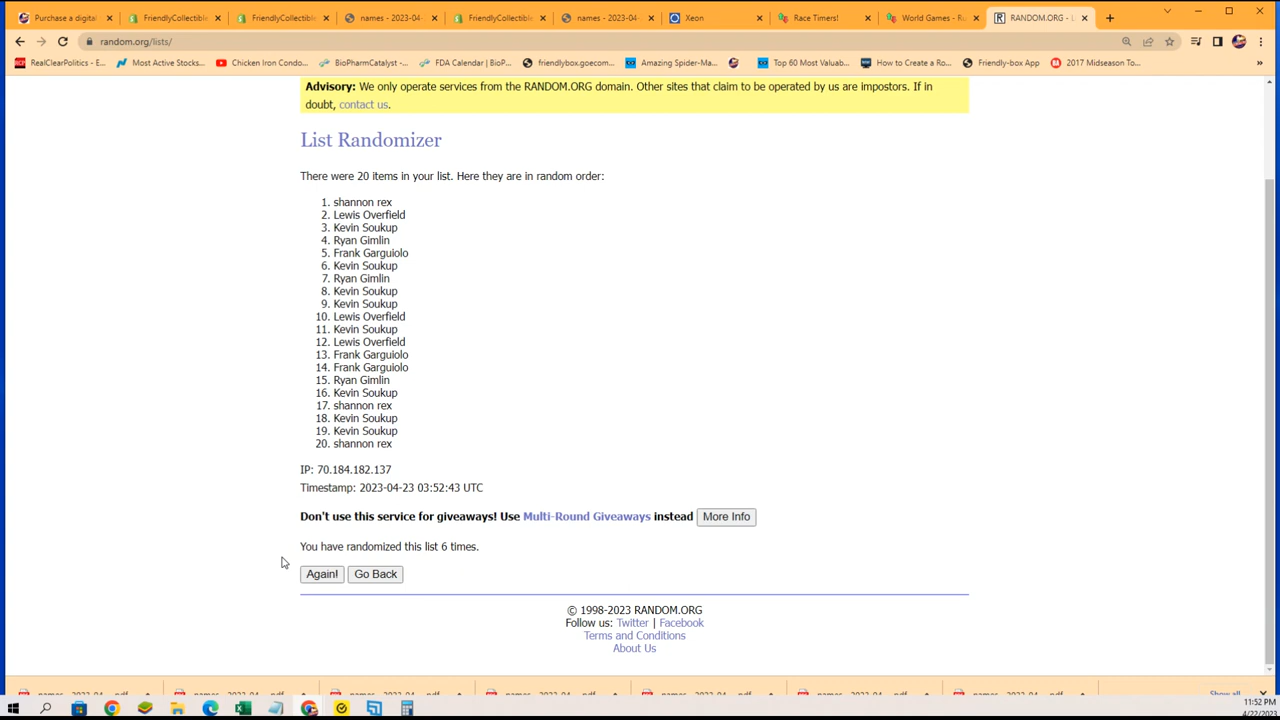 Purchase a digital
FriendlyCollectible
FriendlyCollectible
names - 2023-04-
FriendlyCollectible
names - 2023-04-
Xeon
Race Timers!
World Games - Ru
RANDOM.ORG - L
random.org/lists/
RealClearPolitics - E...
Most Active Stocks...
Chicken Iron Condo...
BioPharmCatalyst -...
FDA Calendar | BioP...
friendlybox.goecom...
Amazing Spider-Ma...
Top 60 Most Valuab...
How to Create a Ro...
Friendly-box App
2017 Midseason To...
»
Advisory: We only operate services from the RANDOM.ORG domain. Other sites that claim to be operated by us are impostors. If in
doubt, contact us.
List Randomizer
There were 20 items in your list. Here they are in random order:
1. shannon rex
2. Lewis Overfield
3. Kevin Soukup
4. Ryan Gimlin
5. Frank Garguiolo
6. Kevin Soukup
7. Ryan Gimlin
8. Kevin Soukup
9. Kevin Soukup
10. Lewis Overfield
11. Kevin Soukup
12. Lewis Overfield
13. Frank Garguiolo
14. Frank Garguiolo
15. Ryan Gimlin
16. Kevin Soukup
17. shannon rex
18. Kevin Soukup
19. Kevin Soukup
20. shannon rex
IP: 70.184.182.137
Timestamp: 2023-04-23 03:52:43 UTC
Don't use this service for giveaways! Use Multi-Round Giveaways instead More Info
You have randomized this list 6 times.
Again! Go Back
© 1998-2023 RANDOM.ORG
Follow us: Twitter | Facebook
Terms and Conditions
About Us
Show all
11:52 PM
4/22/2023